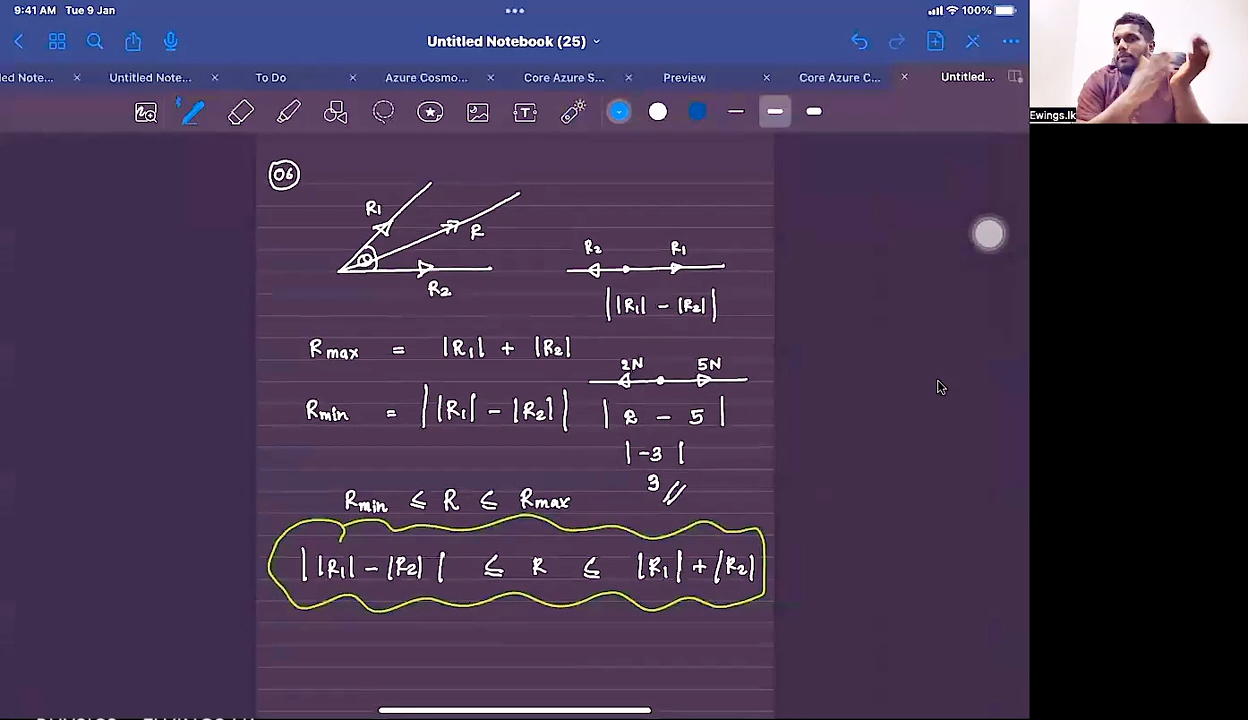 9:41 AM Tue 9 Jan
100%
Untitled Notebook (25)
led Note...
Untitled Note...
To Do
Azure Cosmo...
Core Azure S...
Preview
Core Azure C...
Untitled...
Ewings.lk
06
R1
R
R2
θ
R2 R1
||R1| - |R2||
Rmax = |R1| + |R2|
2N 5N
Rmin = ||R1| - |R2||
|2 - 5|
|-3|
3 //
Rmin ≤ R ≤ Rmax
||R1| - |R2|| ≤ R ≤ |R1| + |R2|